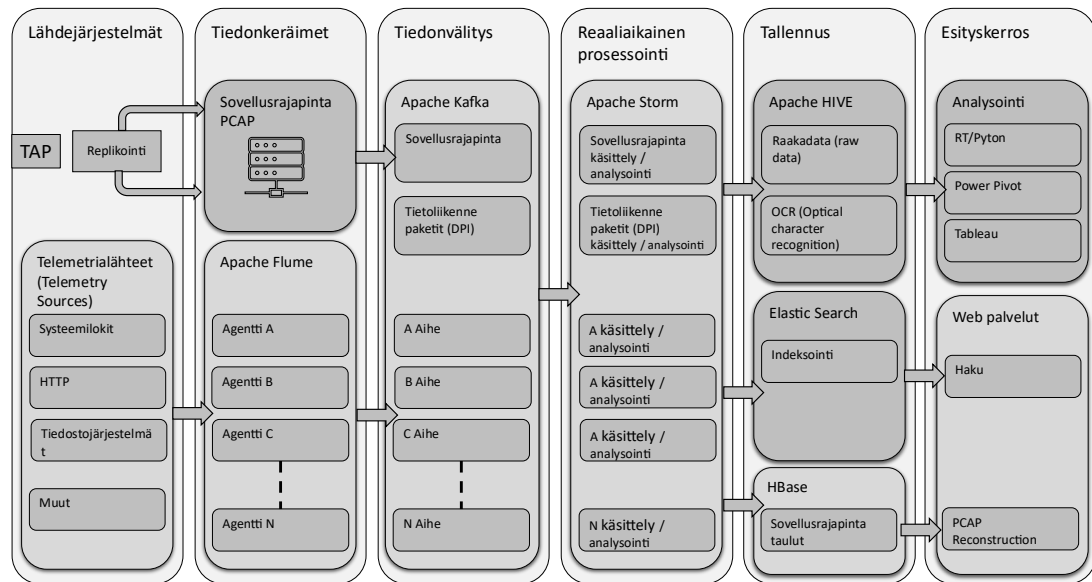 Lähdejärjestelmät
TAP
Replikointi
Telemetrialähteet
(Telemetry
Sources)
Systeemilokit
HTTP
Tiedostojärjestelmä
t
Muut
Tiedonkeräimet
Sovellusrajapinta
PCAP
Apache Flume
Agentti A
Agentti B
Agentti C
Agentti N
Tiedonvälitys
Apache Kafka
Sovellusrajapinta
Tietoliikenne
paketit (DPI)
A Aihe
B Aihe
C Aihe
N Aihe
Reaaliaikainen
prosessointi
Apache Storm
Sovellusrajapinta
käsittely /
analysointi
Tietoliikenne
paketit (DPI)
käsittely / analysointi
A käsittely /
analysointi
A käsittely /
analysointi
A käsittely /
analysointi
N käsittely /
analysointi
Tallennus
Apache HIVE
Raakadata (raw
data)
OCR (Optical
character
recognition)
Elastic Search
Indeksointi
HBase
Sovellusrajapinta
taulut
Esityskerros
Analysointi
RT/Pyton
Power Pivot
Tableau
Web palvelut
Haku
PCAP
Reconstruction